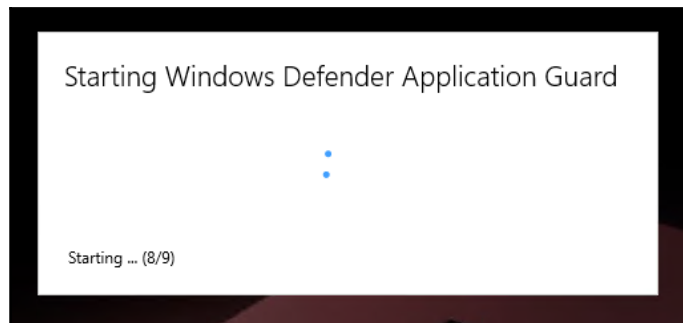 Starting Windows Defender Application Guard
Starting ... (8/9)